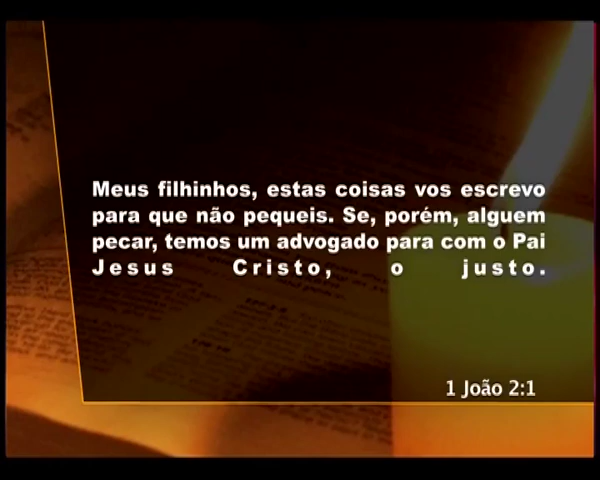 Meus filhinhos, estas coisas vos escrevo
para que não pequeis. Se, porém, alguem
pecar, temos um advogado para com o Pai
Jesus Cristo, o justo.
1 João 2:1